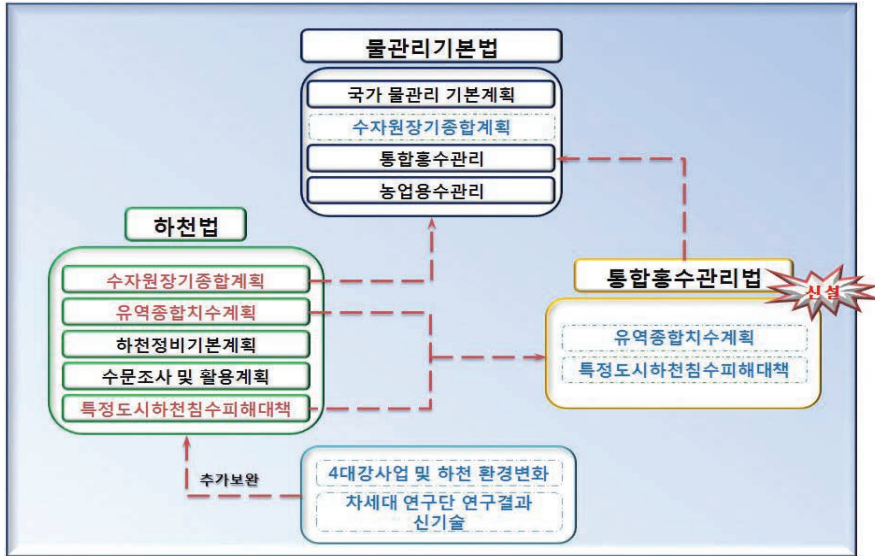 물관리기본법
국가 물관리 기본계획
수자원장기종합계획
통합홍수관리
농업용수관리
하천법
수자원장기종합계획
유역종합치수계획
하천정비기본계획
수문조사 및 활용계획
특정도시하천침수피해대책
통합홍수관리법
신설
유역종합치수계획
특정도시하천침수피해대책
추가보완
4대강사업 및 하천 환경변화
차세대 연구단 연구결과
신기술